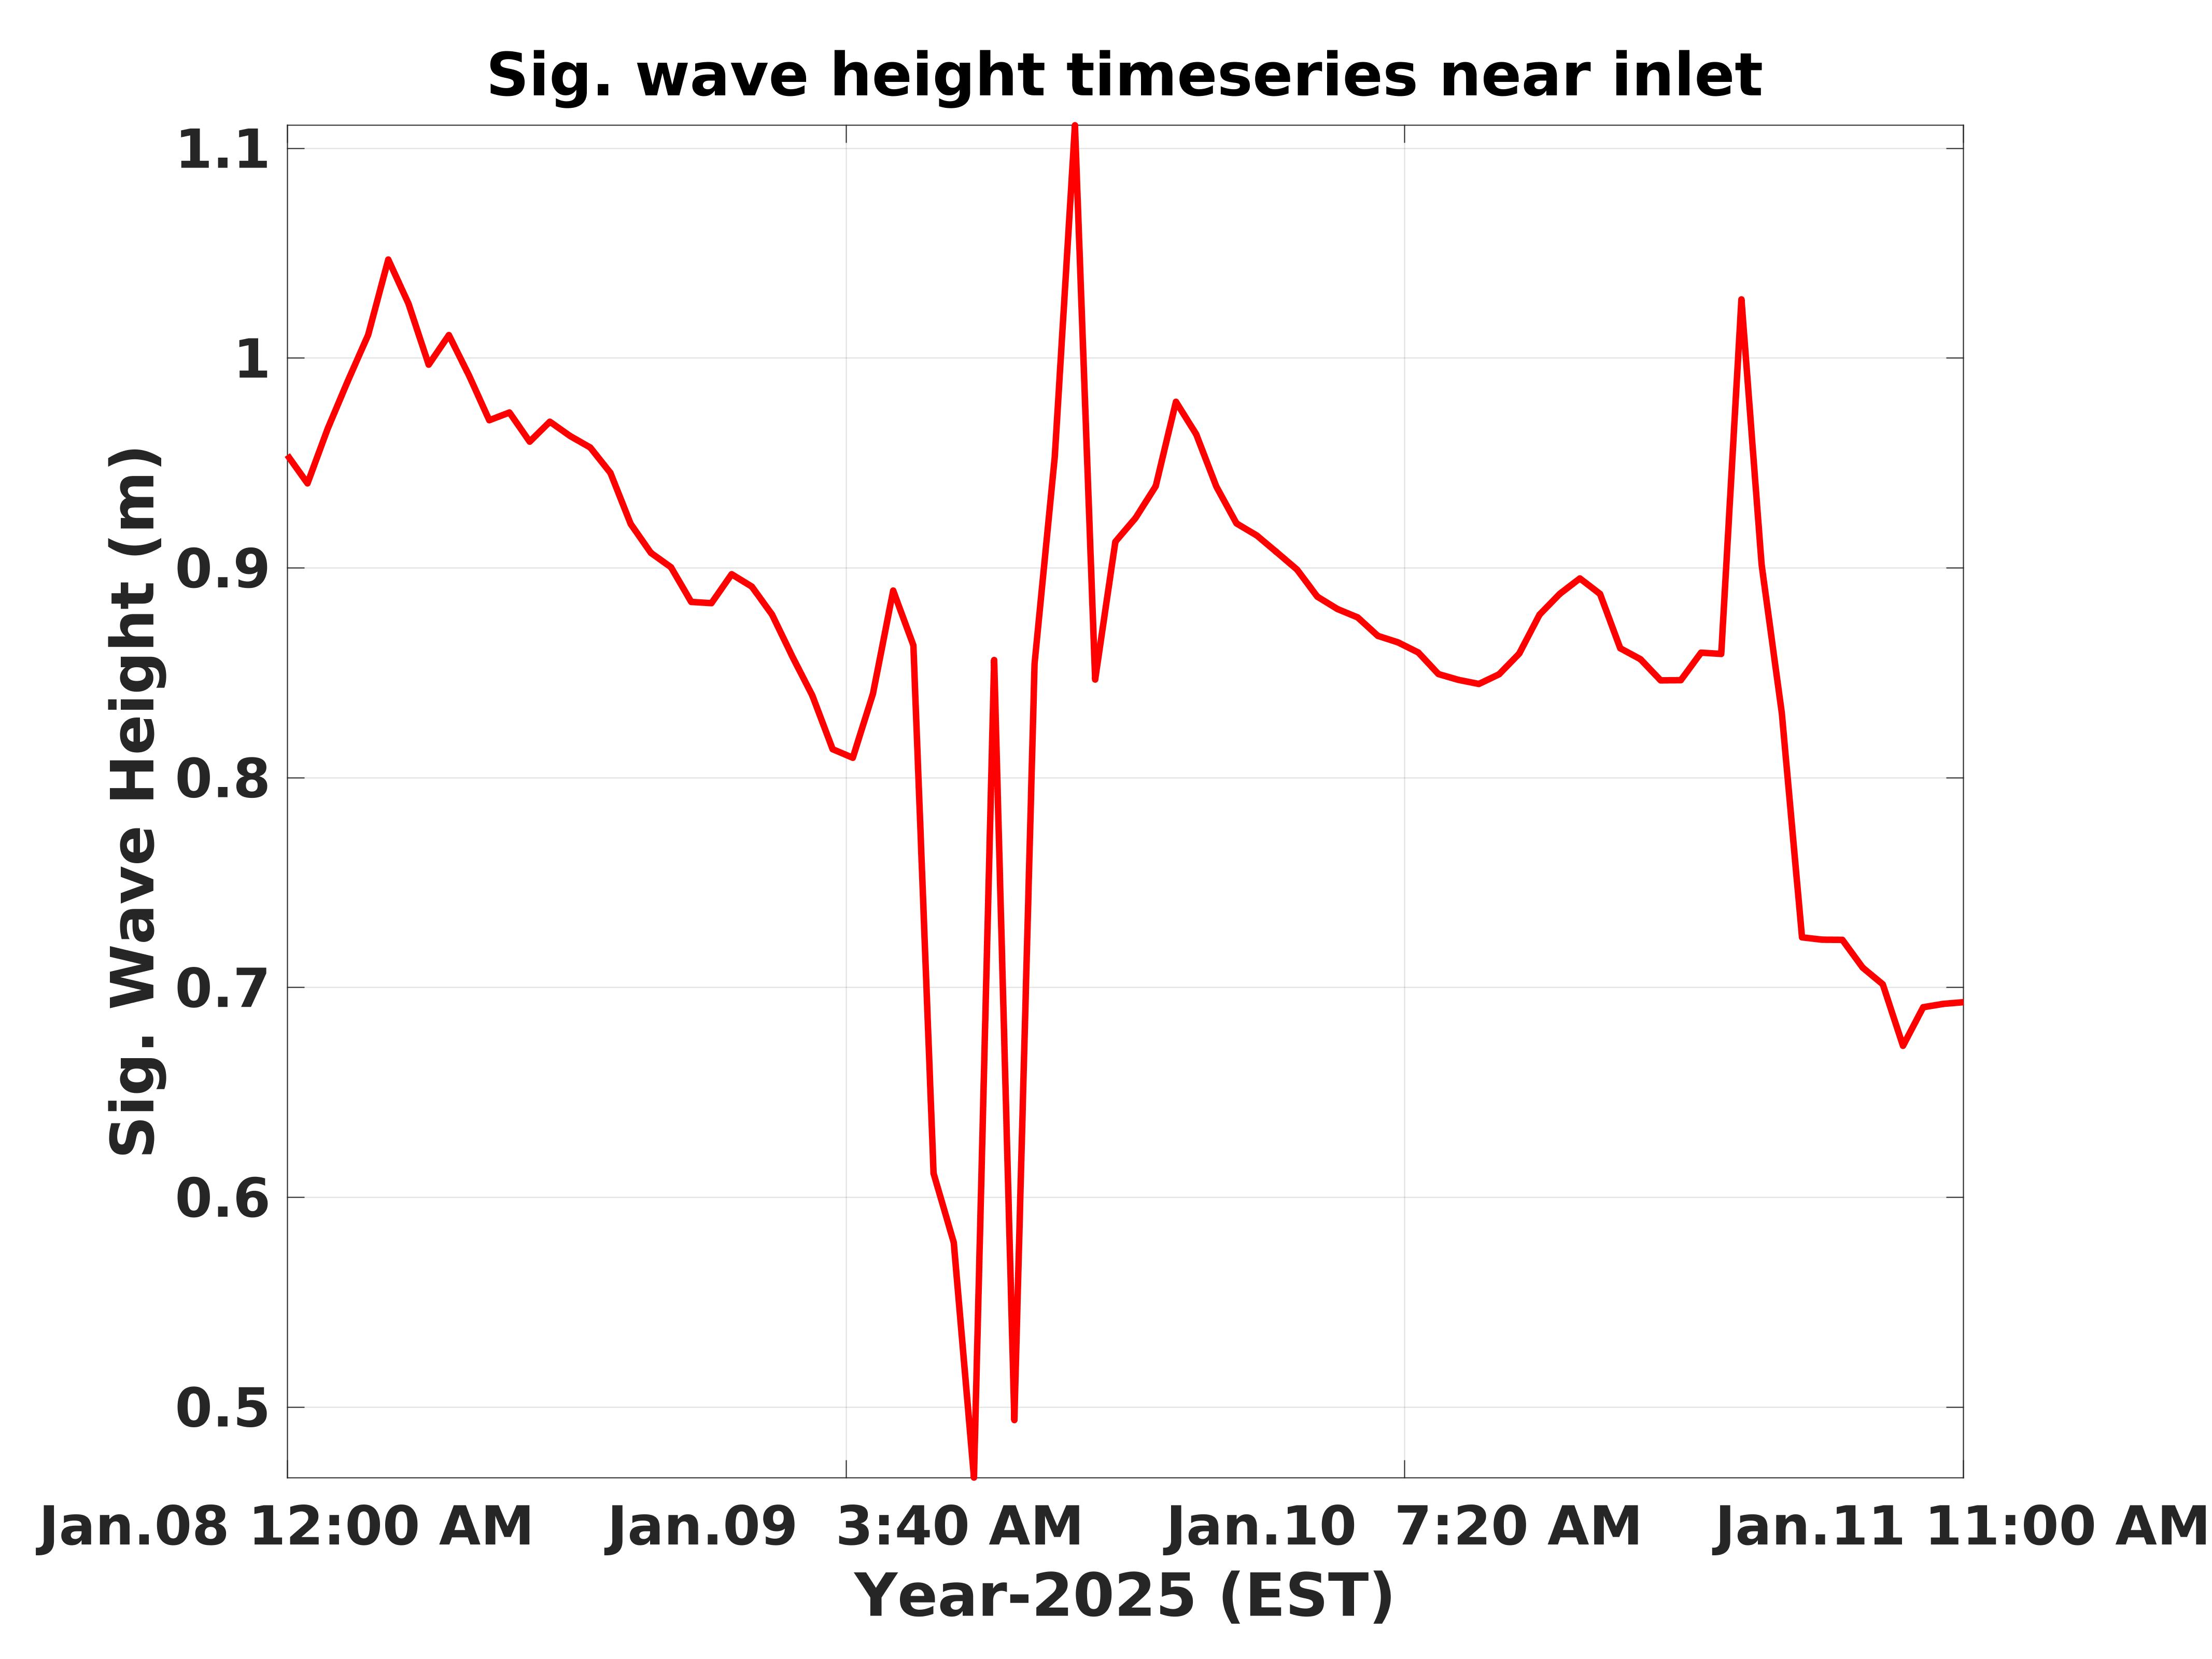 Sig. wave height timeseries near inlet
Sig. Wave Height (m)
1.1
1
0.9
0.8
0.7
0.6
0.5
Jan.08 12:00 AM Jan.09 3:40 AM Jan.10 7:20 AM Jan.11 11:00 AM
Year-2025 (EST)